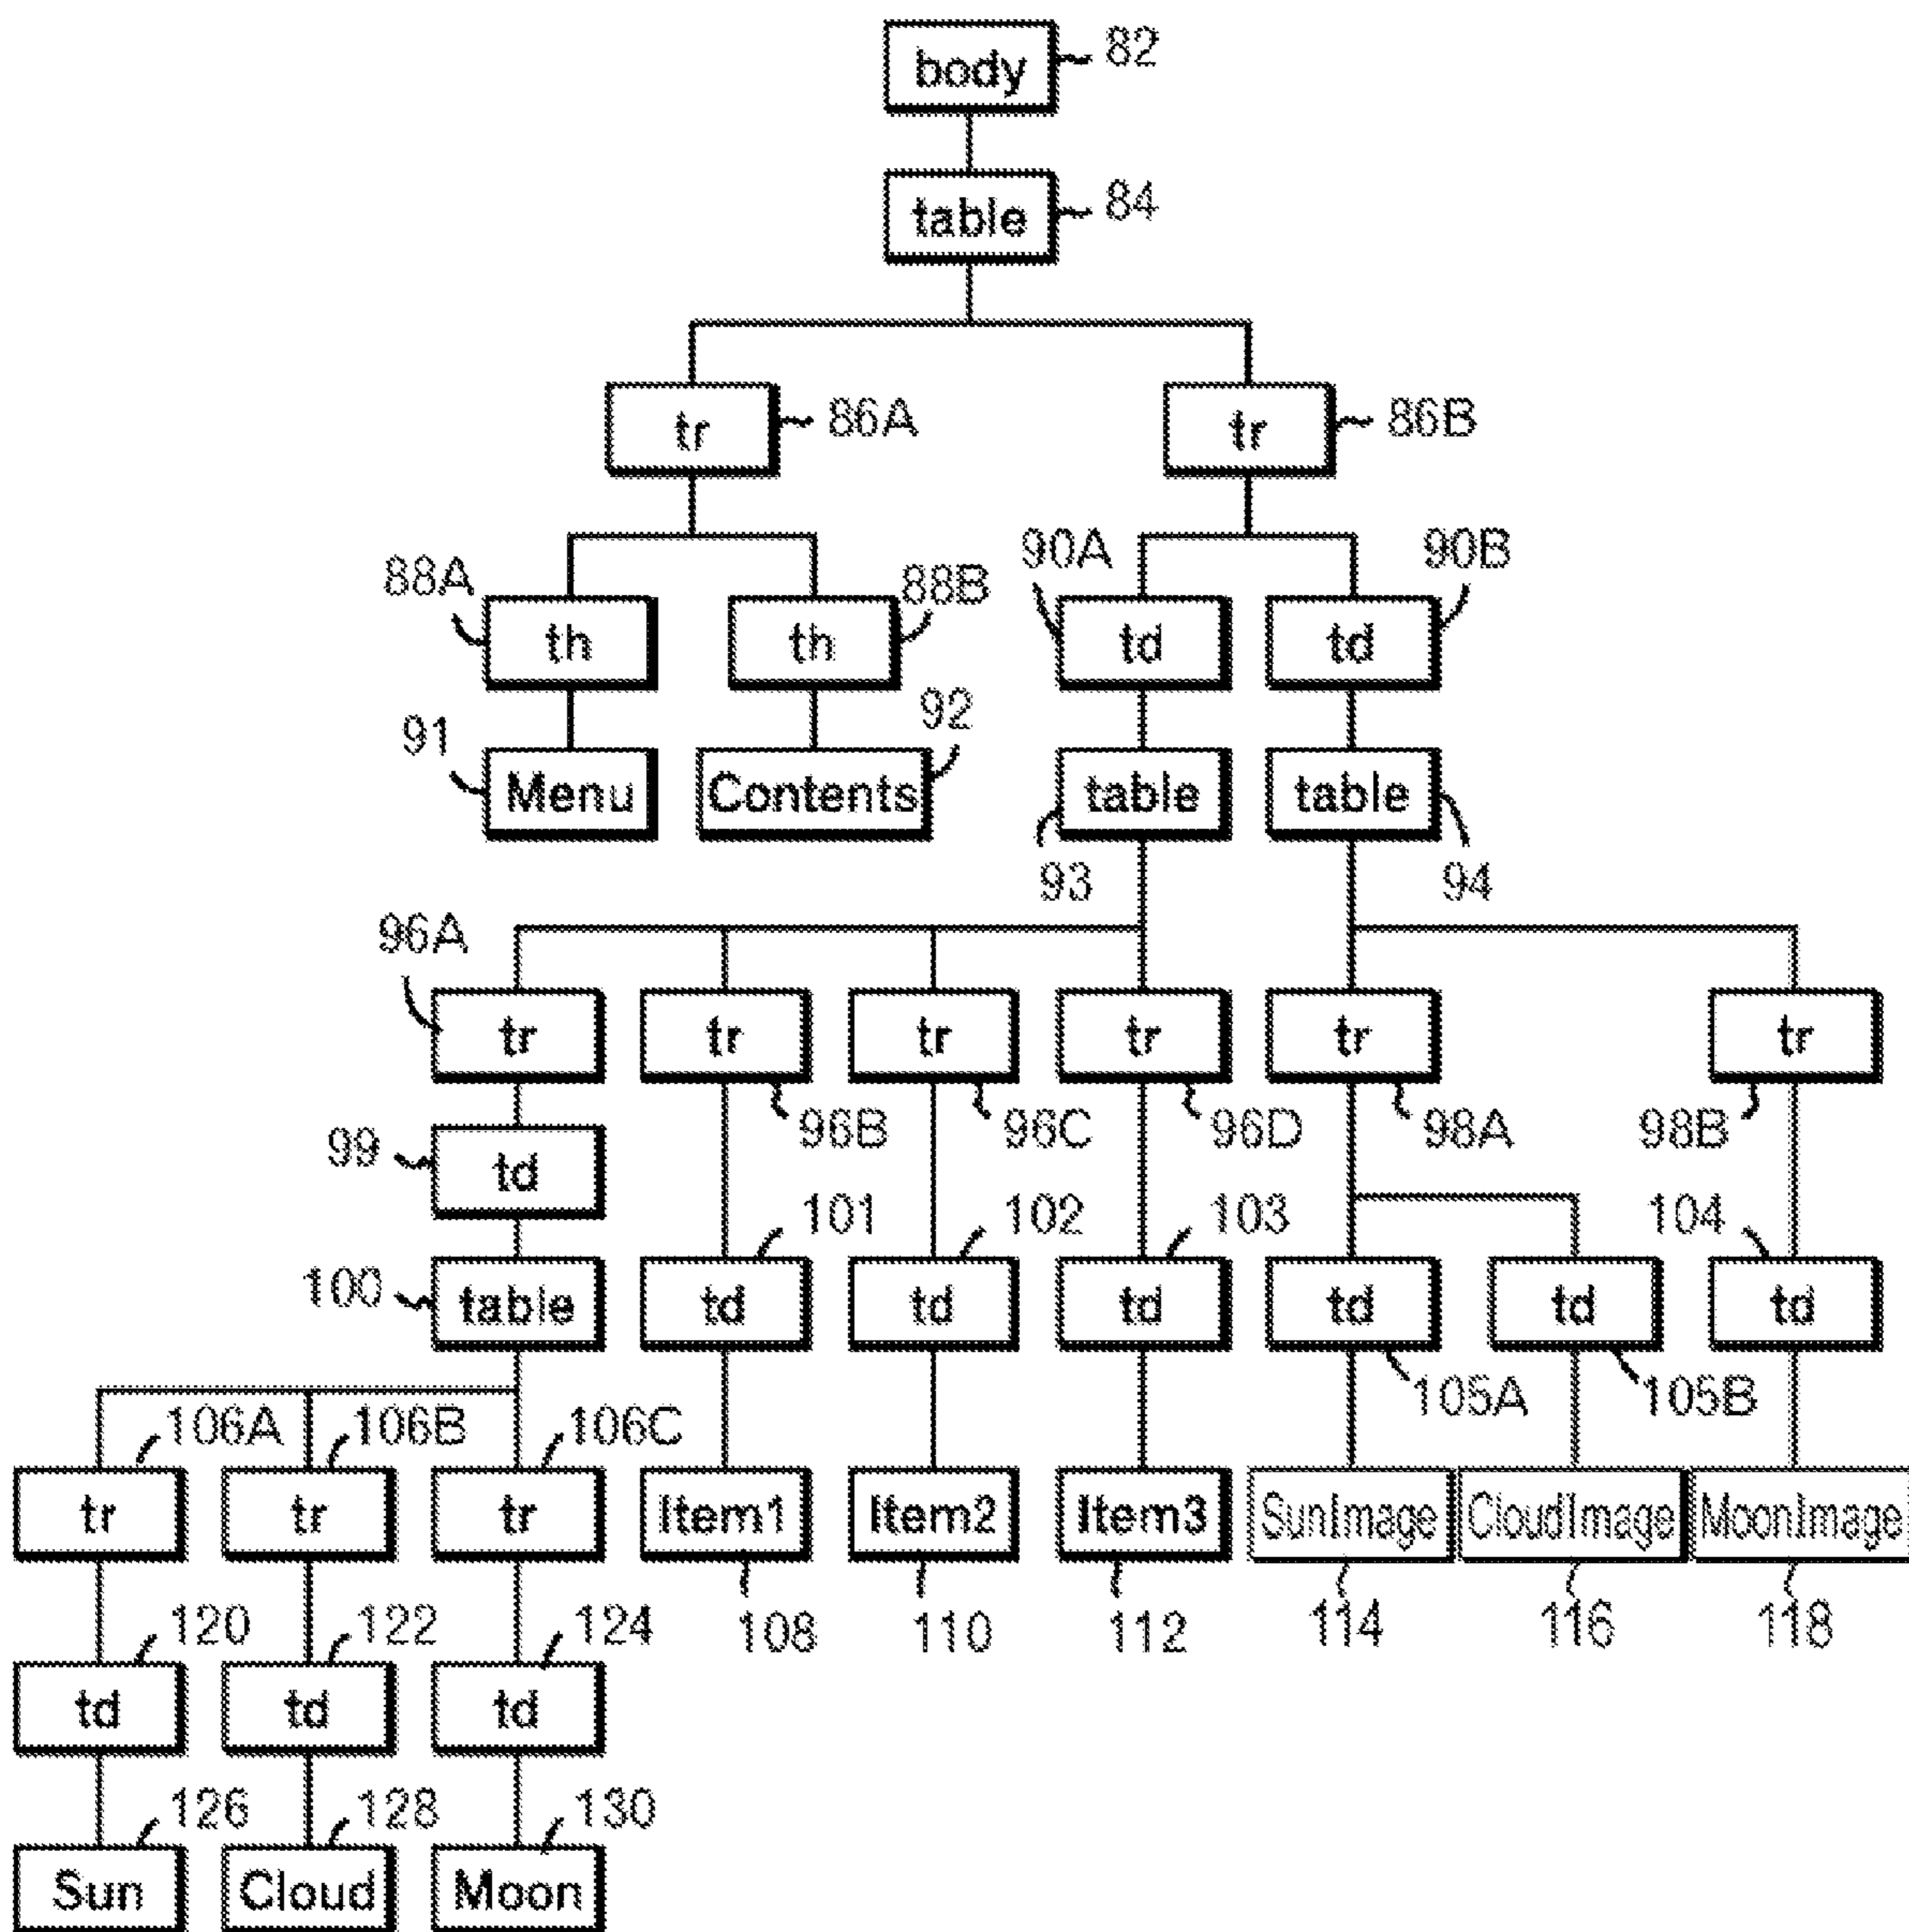 body 82
table 84
tr 86A tr 86B
88A 88B 90A 90B
th th td td
91 92
Menu Contents table table
93 94
96A
tr tr tr tr tr tr
96B 96C 96D 98A 98B
99 td
101 102 103 104
100 table td td td td td td
105A 105B
106A 106B 106C
tr tr tr Item1 Item2 Item3 SunImage CloudImage MoonImage
108 110 112 114 116 118
120 122 124
td td td
126 128 130
Sun Cloud Moon